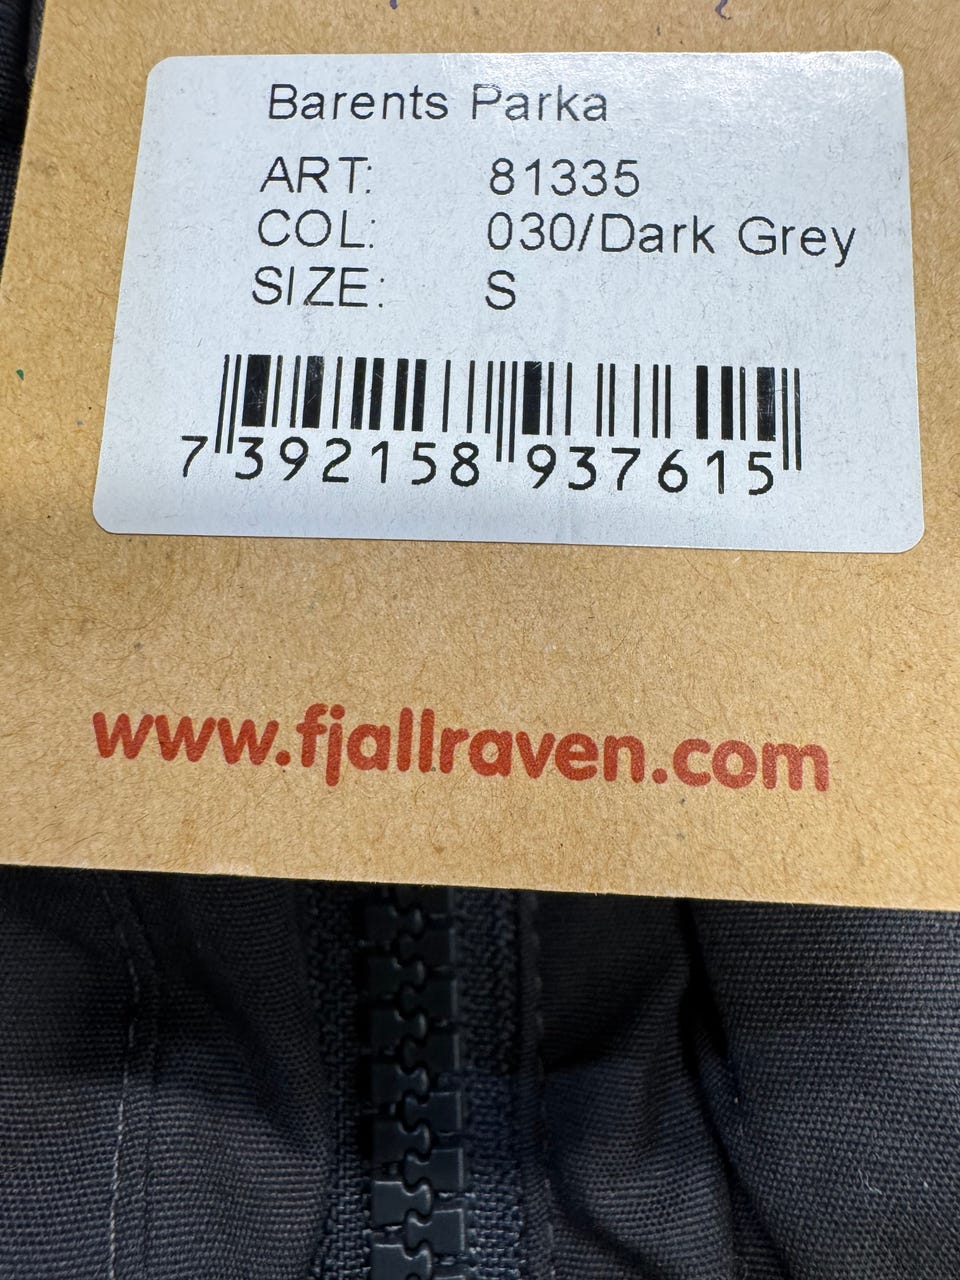 Barents Parka
ART: 81335
COL: 030/Dark Grey
SIZE: S
7 392158 937615
www.fjallraven.com